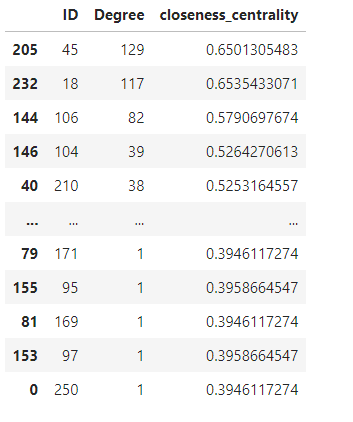 ID Degree closeness_centrality
205 45 129 0.6501305483
232 18 117 0.6535433071
144 106 82 0.5790697674
146 104 39 0.5264270613
40 210 38 0.5253164557
... ... ... ...
79 171 1 0.3946117274
155 95 1 0.3958664547
81 169 1 0.3946117274
153 97 1 0.3958664547
0 250 1 0.3946117274